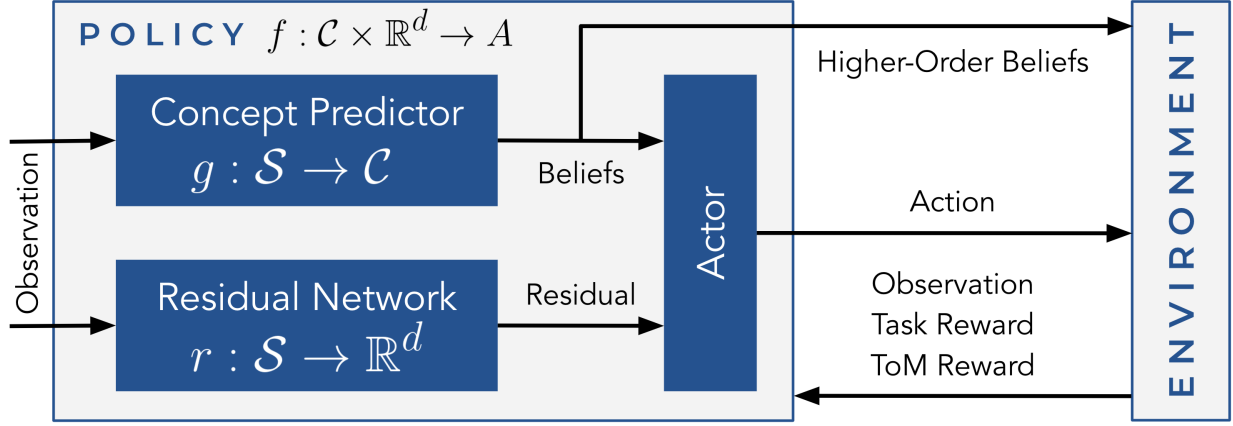 POLICY f : C × ℝ^d → A
Concept Predictor
g : S → C
Observation
Beliefs
Residual Network
r : S → ℝ^d
Residual
Actor
Higher-Order Beliefs
Action
Observation
Task Reward
ToM Reward
ENVIRONMENT